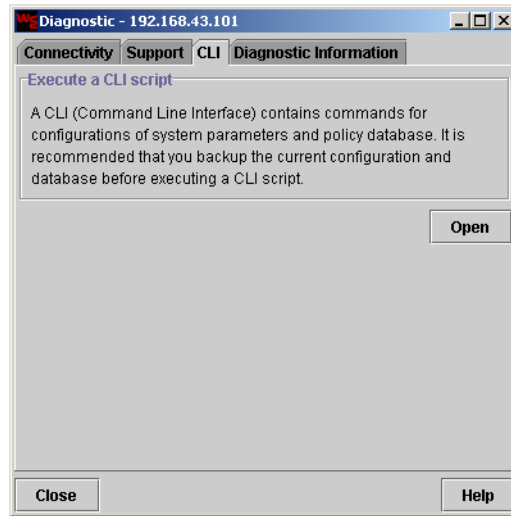 WG Diagnostic - 192.168.43.101
Connectivity Support CLI Diagnostic Information
Execute a CLI script
A CLI (Command Line Interface) contains commands for
configurations of system parameters and policy database. It is
recommended that you backup the current configuration and
database before executing a CLI script.
Open
Close Help